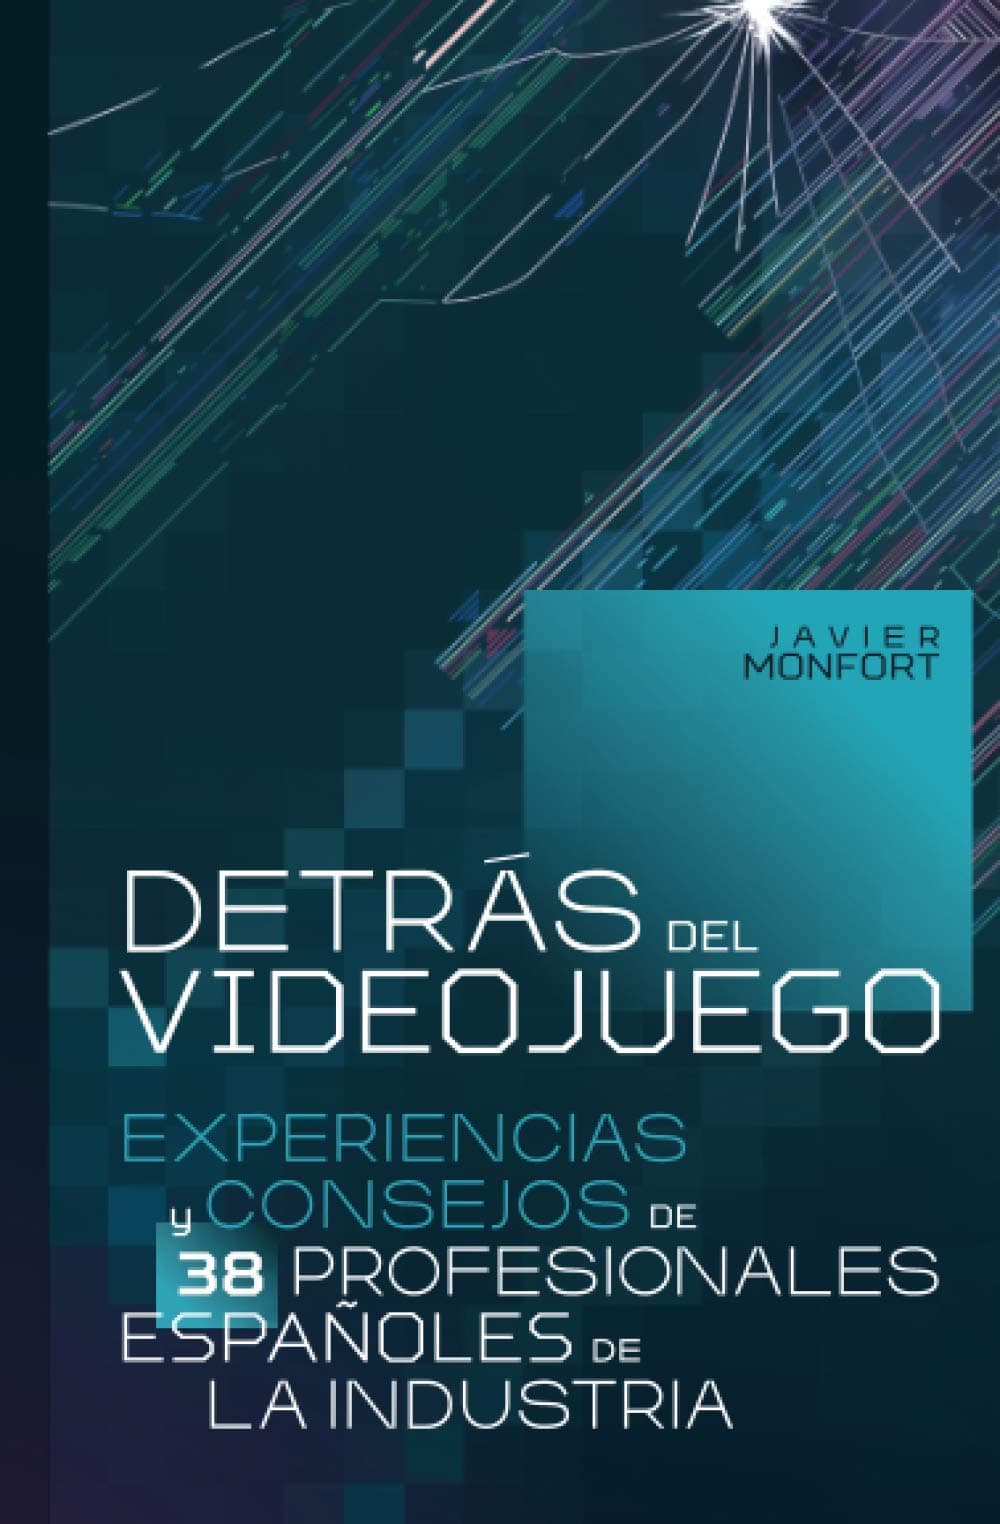 JAVIER
MONFORT
DETRÁS DEL
VIDEOJUEGO
EXPERIENCIAS
y CONSEJOS DE
38 PROFESIONALES
ESPAÑOLES DE
LA INDUSTRIA